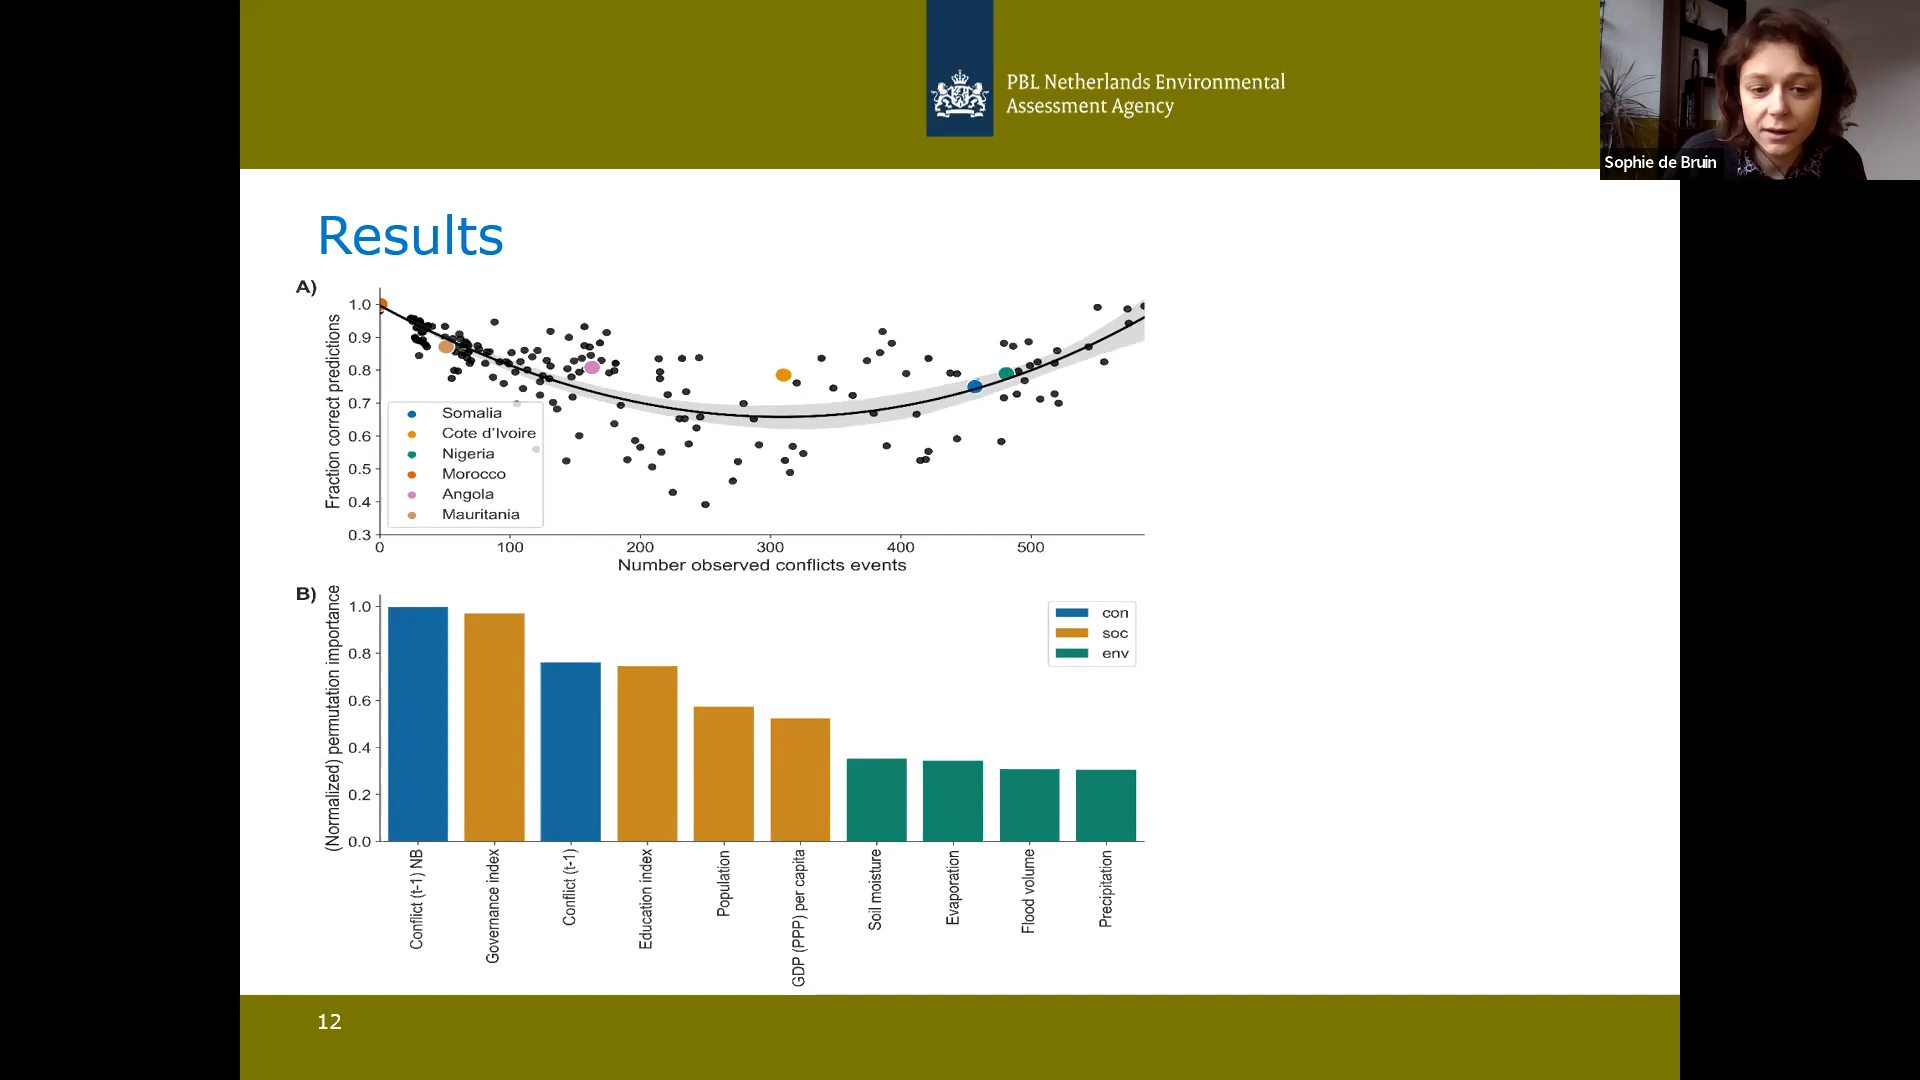 PBL Netherlands Environmental
Assessment Agency
Sophie de Bruin
Results
A)
Fraction correct predictions
1.0
0.9
0.8
0.7
0.6
0.5
0.4
0.3
Somalia
Cote d'Ivoire
Nigeria
Morocco
Angola
Mauritania
0 100 200 300 400 500
Number observed conflicts events
B)
(Normalized) permutation importance
1.0
0.8
0.6
0.4
0.2
0.0
con
soc
env
Conflict (t-1) NB
Governance index
Conflict (t-1)
Education index
Population
GDP (PPP) per capita
Soil moisture
Evaporation
Flood volume
Precipitation
12